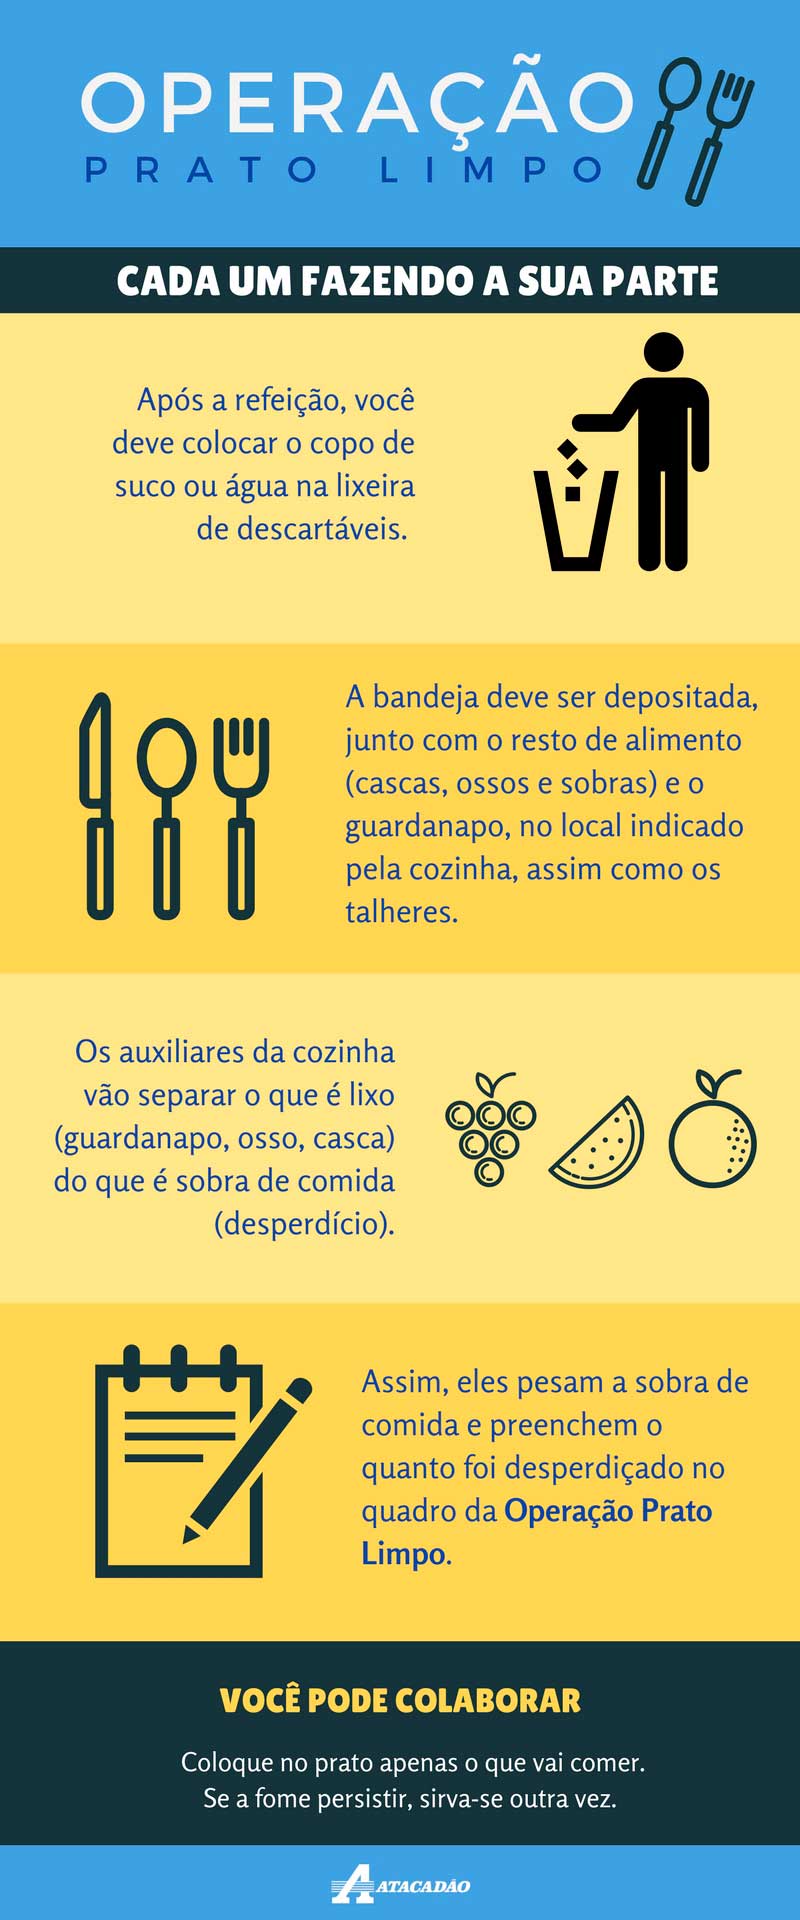 OPERAÇÃO
PRATO LIMPO
CADA UM FAZENDO A SUA PARTE
Após a refeição, você
deve colocar o copo de
suco ou água na lixeira
de descartáveis.
A bandeja deve ser depositada,
junto com o resto de alimento
(cascas, ossos e sobras) e o
guardanapo, no local indicado
pela cozinha, assim como os
talheres.
Os auxiliares da cozinha
vão separar o que é lixo
(guardanapo, osso, casca)
do que é sobra de comida
(desperdício).
Assim, eles pesam a sobra de
comida e preenchem o
quanto foi desperdiçado no
quadro da Operação Prato
Limpo.
VOCÊ PODE COLABORAR
Coloque no prato apenas o que vai comer.
Se a fome persistir, sirva-se outra vez.
A ATACADÃO